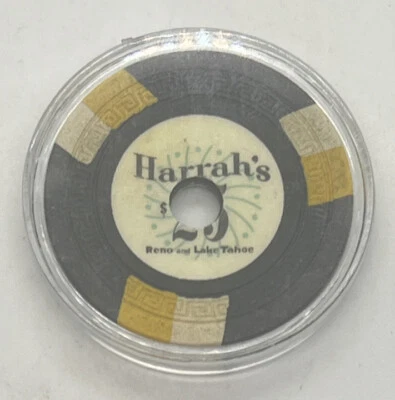 Harrah's
$25
Reno and Lake Tahoe